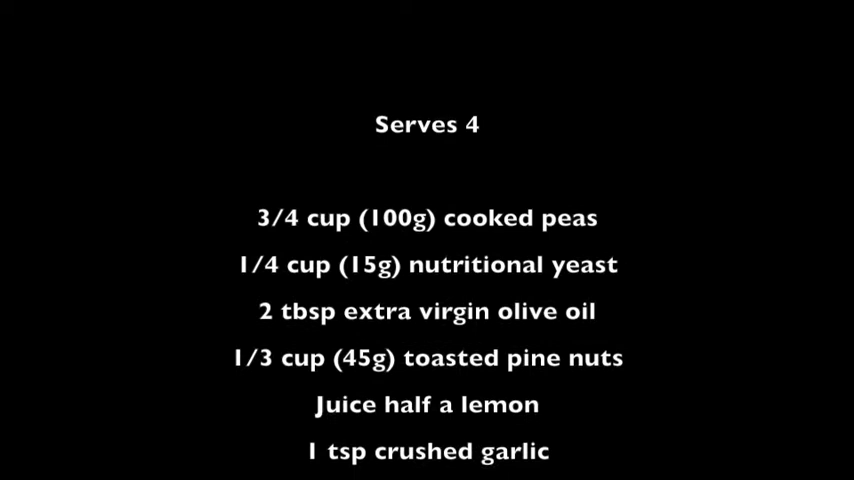 Serves 4
3/4 cup (100g) cooked peas
1/4 cup (15g) nutritional yeast
2 tbsp extra virgin olive oil
1/3 cup (45g) toasted pine nuts
Juice half a lemon
1 tsp crushed garlic